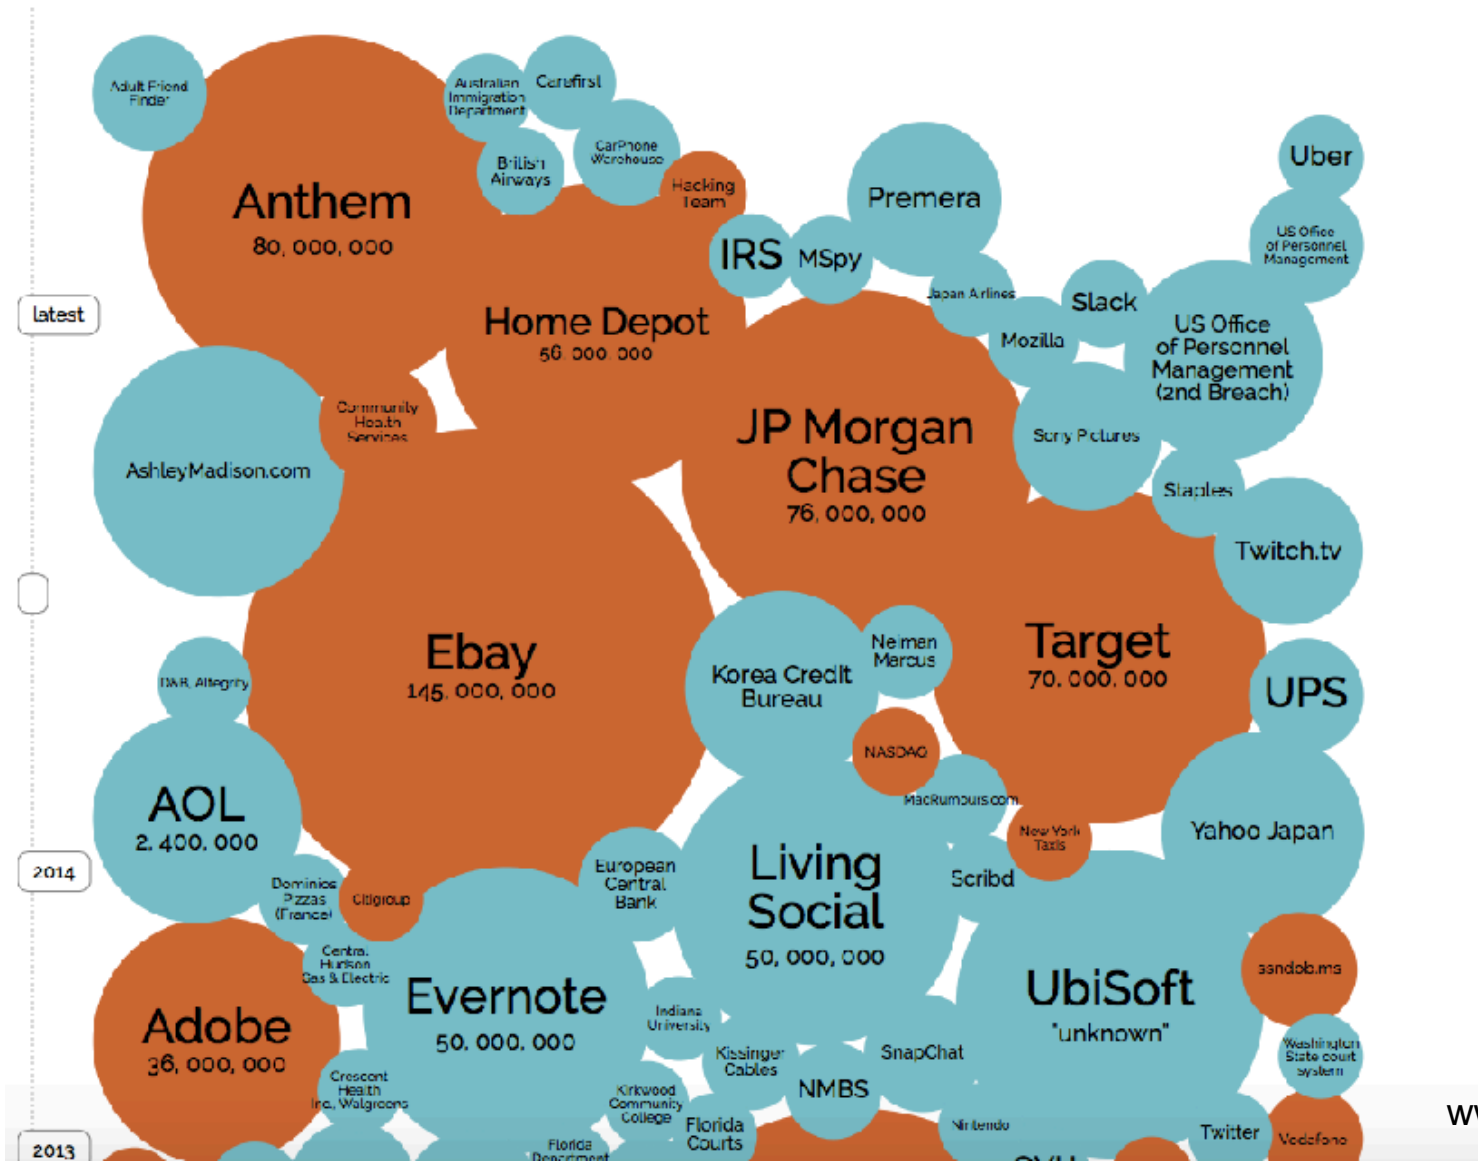 Adult Friend
Finder
Anthem
80, 000, 000
Australian
Immigration
Department
Carefirst
British
Airways
CarPhone
Warehouse
Hacking
Team
Premera
Uber
US Office
of Personnel
Management
IRS
MSpy
Japan Airlines
Slack
Mozilla
US Office
of Personnel
Management
(2nd Breach)
latest
Home Depot
56, 000, 000
Community
Health
Services
AshleyMadison.com
JP Morgan
Chase
76, 000, 000
Sony Pictures
Staples
Twitch.tv
Ebay
145, 000, 000
Korea Credit
Bureau
Neiman
Marcus
Target
70, 000, 000
D&B, Altegrity
UPS
NASDAQ
MacRumours.com
New York
Taxis
Yahoo Japan
AOL
2, 400, 000
2014
Dominios
Pizzas
(France)
Citigroup
European
Central
Bank
Living
Social
50, 000, 000
Scribd
Central
Hudson
Gas & Electric
Evernote
50, 000, 000
UbiSoft
"unknown"
ssndob.ms
Adobe
36, 000, 000
Indiana
University
Kissinger
Cables
SnapChat
Washington
State court
system
Crescent
Health
Inc., Walgreens
Kirkwood
Community
College
NMBS
Florida
Courts
Nintendo
Twitter
Vodafone
2013
Florida
Department